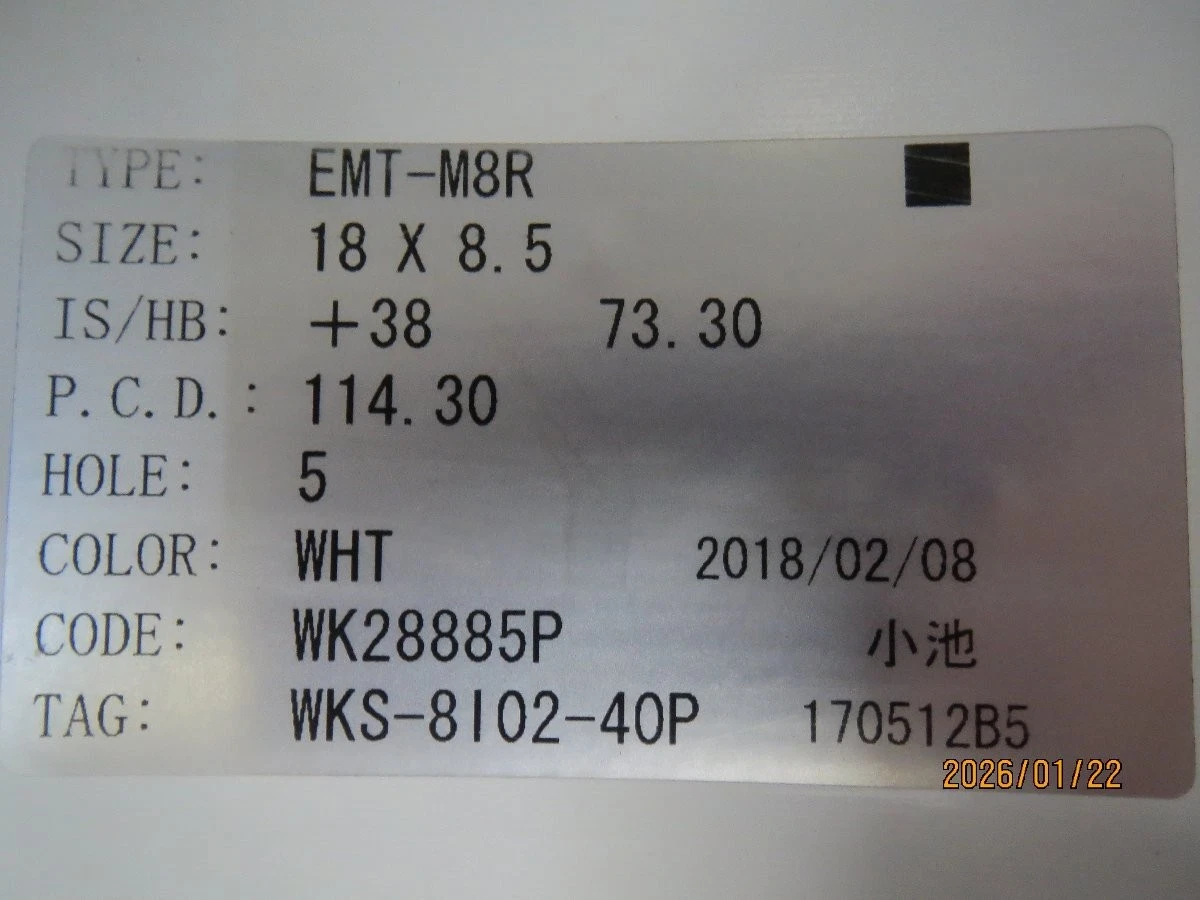 TYPE: EMT-M8R
SIZE: 18 X 8.5
IS/HB: +38 73.30
P.C.D.: 114.30
HOLE: 5
COLOR: WHT 2018/02/08
CODE: WK28885P 小池
TAG: WKS-8I02-40P 170512B5
2026/01/22